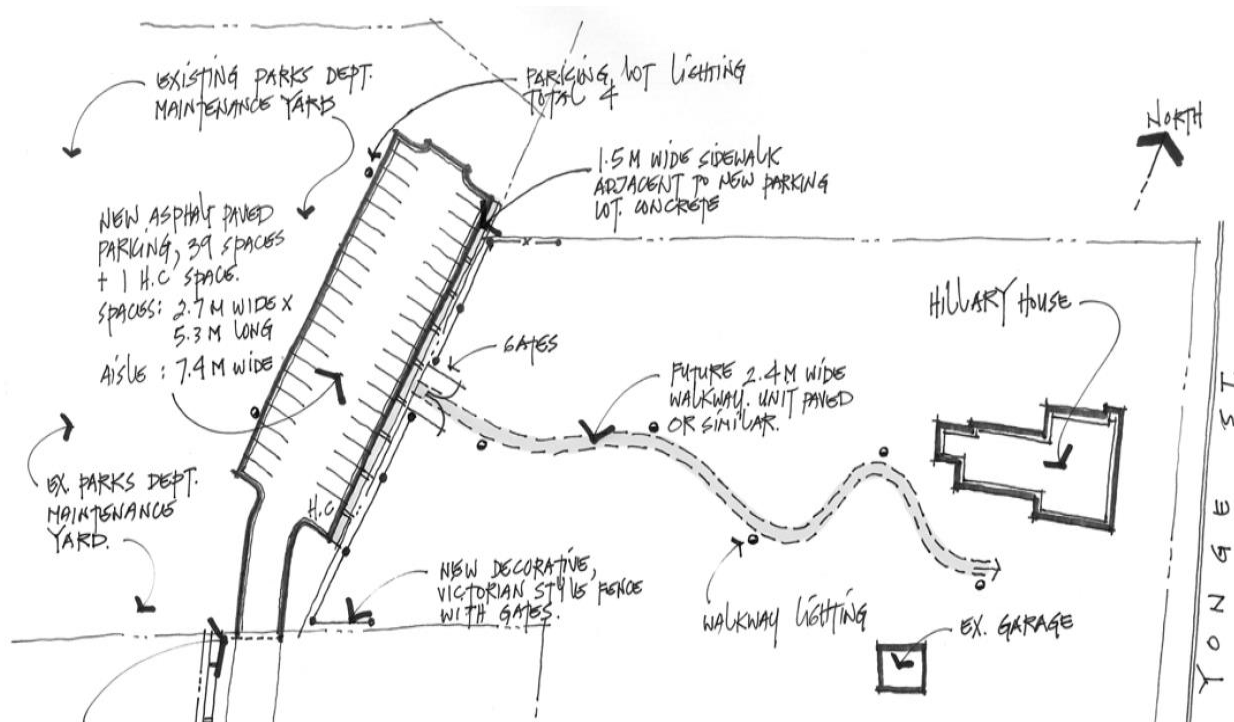 EXISTING PARKS DEPT.
MAINTENANCE YARD
PARKING LOT LIGHTING
TOTAL 4
1.5 M WIDE SIDEWALK
ADJACENT TO NEW PARKING
LOT. CONCRETE
NORTH
NEW ASPHALT PAVED
PARKING, 39 SPACES
+ 1 H.C SPACE.
SPACES: 2.7 M WIDE X
5.3 M LONG
AISLE : 7.4 M WIDE
GATES
HILLARY HOUSE
FUTURE 2.4 M WIDE
WALKWAY. UNIT PAVED
OR SIMILAR.
EX. PARKS DEPT.
MAINTENANCE
YARD.
H.C
NEW DECORATIVE,
VICTORIAN STYLE FENCE
WITH GATES.
WALKWAY LIGHTING
EX. GARAGE
YONGE ST